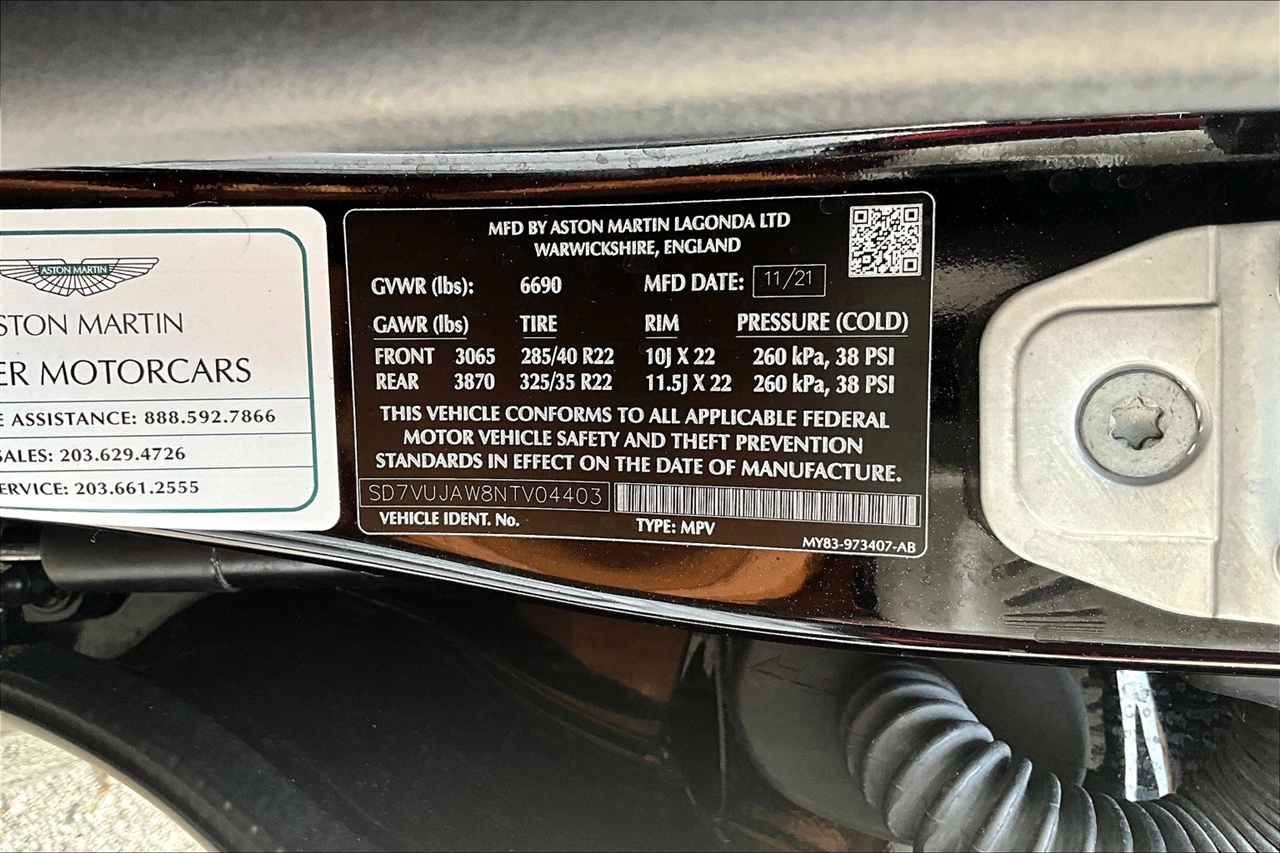 ASTON MARTIN
STON MARTIN
ER MOTORCARS
E ASSISTANCE: 888.592.7866
SALES: 203.629.4726
ERVICE: 203.661.2555
MFD BY ASTON MARTIN LAGONDA LTD
WARWICKSHIRE, ENGLAND
GVWR (lbs): 6690 MFD DATE: 11/21
GAWR (lbs) TIRE RIM PRESSURE (COLD)
FRONT 3065 285/40 R22 10J X 22 260 kPa, 38 PSI
REAR 3870 325/35 R22 11.5J X 22 260 kPa, 38 PSI
THIS VEHICLE CONFORMS TO ALL APPLICABLE FEDERAL
MOTOR VEHICLE SAFETY AND THEFT PREVENTION
STANDARDS IN EFFECT ON THE DATE OF MANUFACTURE.
SD7VUJAW8NTV04403
VEHICLE IDENT. No. TYPE: MPV
MY83-973407-AB